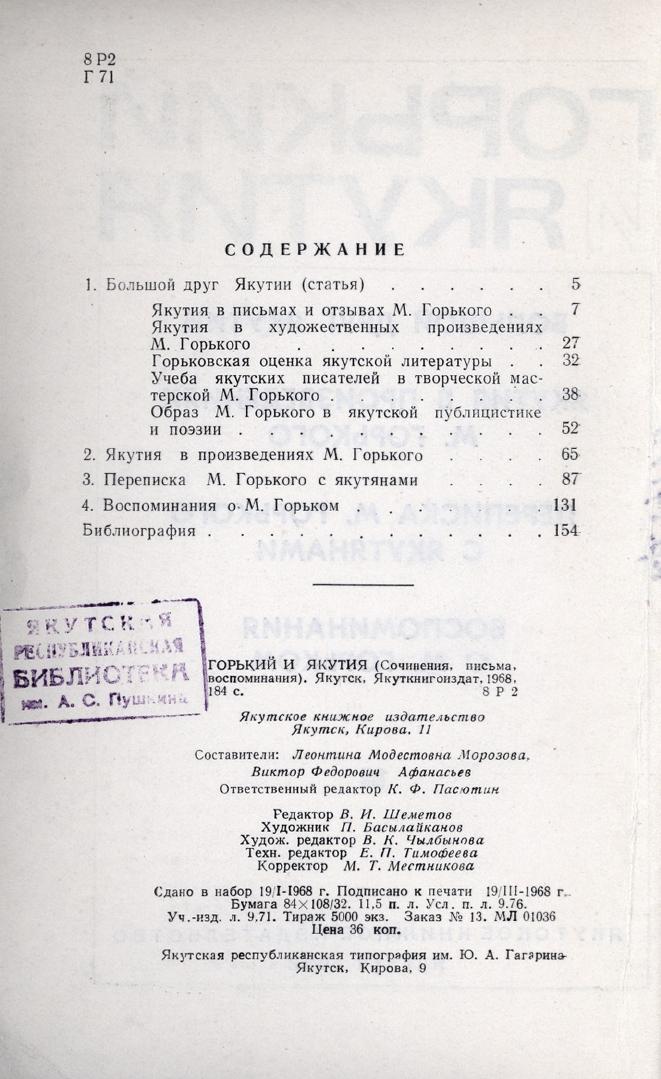 8 Р2
Г 71
СОДЕРЖАНИЕ
1. Большой друг Якутии (статья) . . . . . . 5
Якутия в письмах и отзывах М. Горького . 7
Якутия в художественных произведениях
М. Горького . . . . . . . . . 27
Горьковская оценка якутской литературы . . 32
Учеба якутских писателей в творческой мас-
терской М. Горького . . . . . . . 38
Образ М. Горького в якутской публицистике
и поэзии . . . . . . . . . . . 52
2. Якутия в произведениях М. Горького . . . . 65
3. Переписка М. Горького с якутянами . . . . 87
4. Воспоминания о М. Горьком . . . . . . 131
Библиография . . . . . . . . . . . . 154
ЯКУТСКАЯ
РЕСПУБЛИКАНСКАЯ
БИБЛИОТЕКА
им. А. С. Пушкина
ГОРЬКИЙ И ЯКУТИЯ (Сочинения, письма,
воспоминания). Якутск, Якуткнигоиздат, 1968,
184 с. 8 Р 2
Якутское книжное издательство
Якутск, Кирова, 11
Составители: Леонтина Модестовна Морозова,
Виктор Федорович Афанасьев
Ответственный редактор К. Ф. Пасютин
Редактор В. И. Шеметов
Художник П. Басылайканов
Худож. редактор В. К. Чылбынова
Техн. редактор Е. П. Тимофеева
Корректор М. Т. Местникова
Сдано в набор 19/I-1968 г. Подписано к печати 19/III-1968 г.
Бумага 84×108/32. 11,5 п. л. Усл. п. л. 9.76.
Уч.-изд. л. 9.71. Тираж 5000 экз. Заказ № 13. МЛ 01036
Цена 36 коп.
Якутская республиканская типография им. Ю. А. Гагарина
Якутск, Кирова, 9